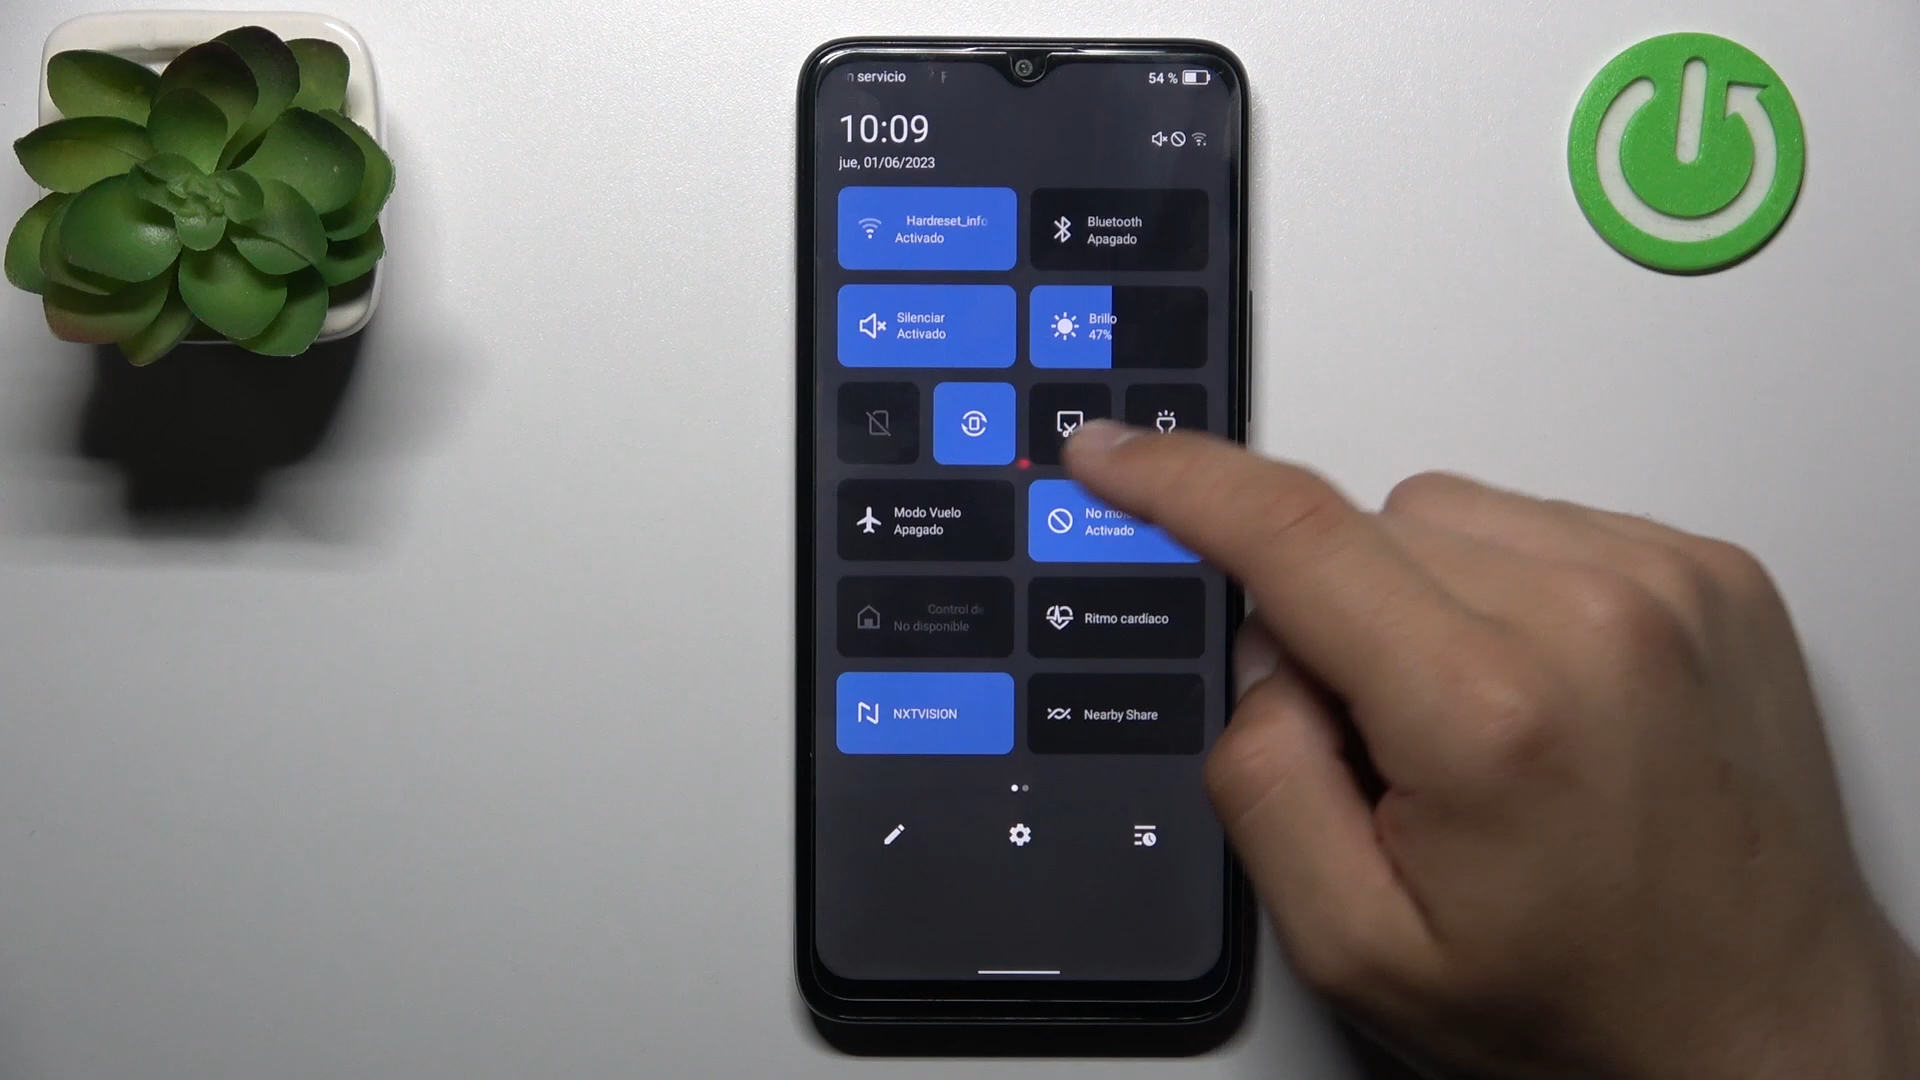 servicio
54 %
10:09
jue, 01/06/2023
Hardreset_info
Activado
Bluetooth
Apagado
Silenciar
Activado
Brillo
47%
Modo Vuelo
Apagado
No
Activado
Control de
No disponible
Ritmo cardíaco
NXTVISION
Nearby Share